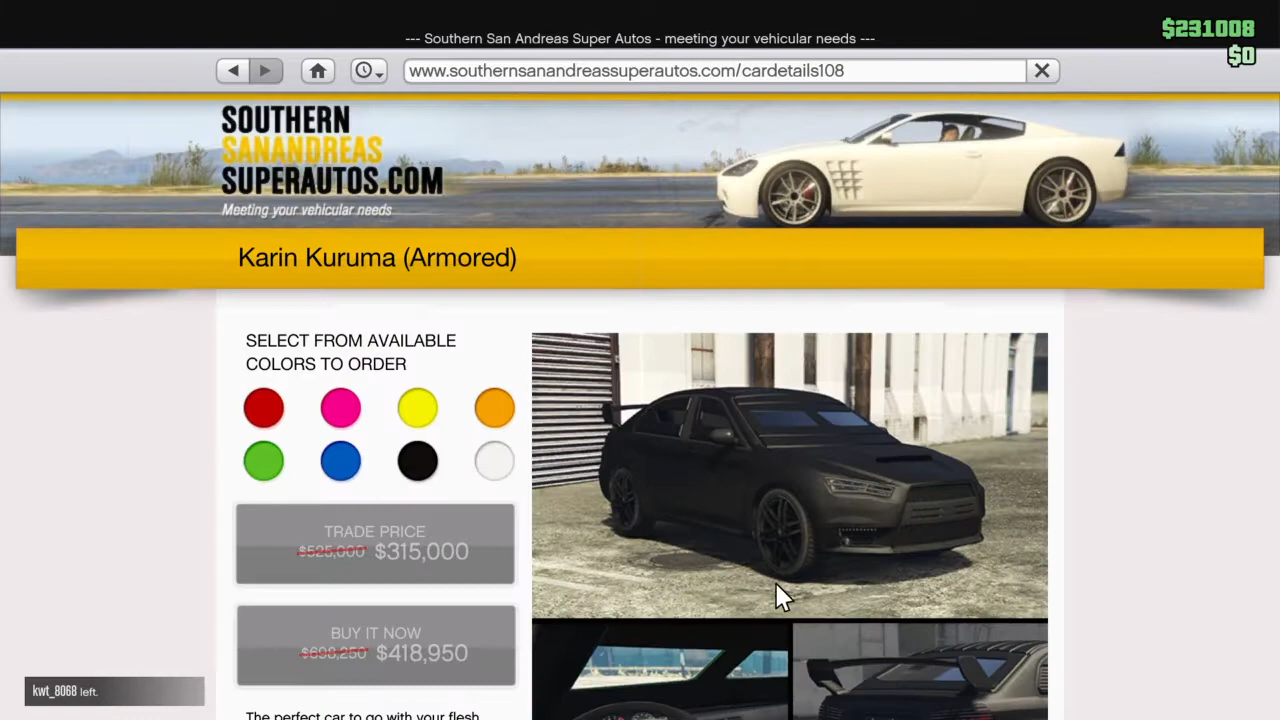 --- Southern San Andreas Super Autos - meeting your vehicular needs ---
$231008
$0
www.southernsanandreassuperautos.com/cardetails108
SOUTHERN
SANANDREAS
SUPERAUTOS.COM
Meeting your vehicular needs
Karin Kuruma (Armored)
SELECT FROM AVAILABLE
COLORS TO ORDER
TRADE PRICE
$525,000 $315,000
BUY IT NOW
$698,250 $418,950
The perfect car to go with your flesh
kwt_8068 left.